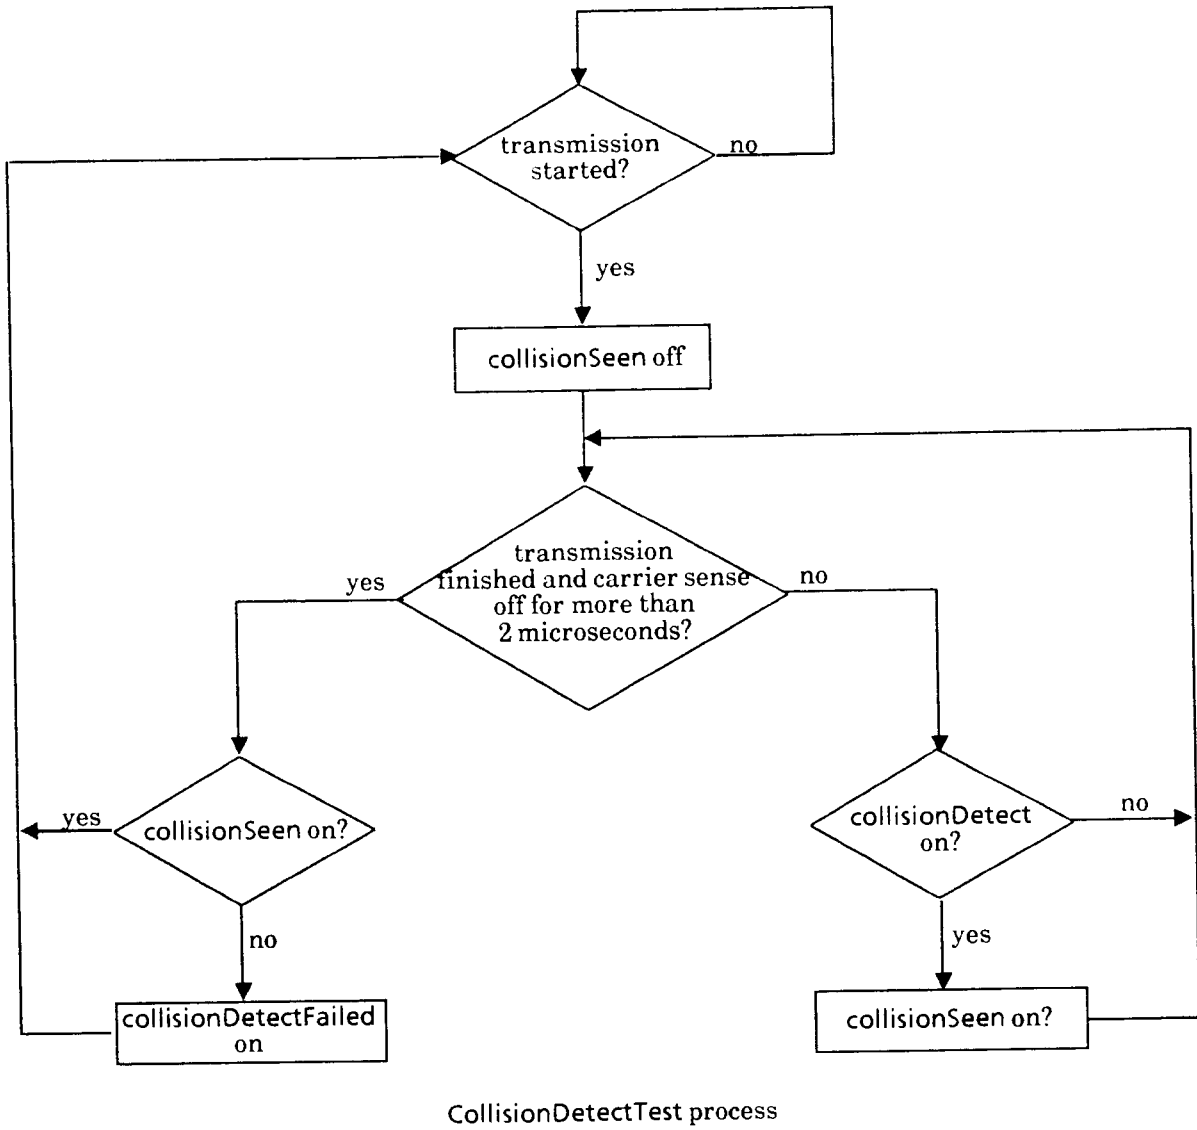 transmission
started?
no
yes
collisionSeen off
transmission
finished and carrier sense
off for more than
2 microseconds?
yes
no
collisionSeen on?
yes
no
collisionDetectFailed
on
collisionDetect
on?
no
yes
collisionSeen on?
CollisionDetectTest process